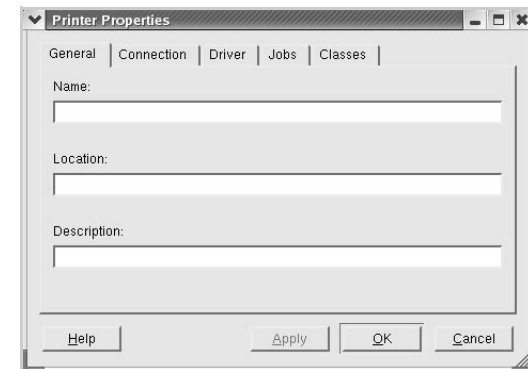 Printer Properties
General Connection Driver Jobs Classes
Name:
Location:
Description:
Help Apply OK Cancel